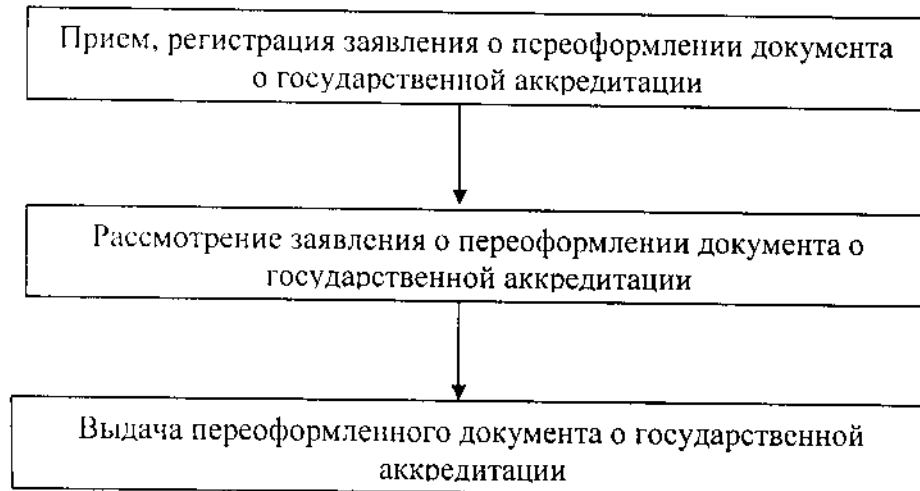 Прием, регистрация заявления о переоформлении документа
о государственной аккредитации
Рассмотрение заявления о переоформлении документа о
государственной аккредитации
Выдача переоформленного документа о государственной
аккредитации